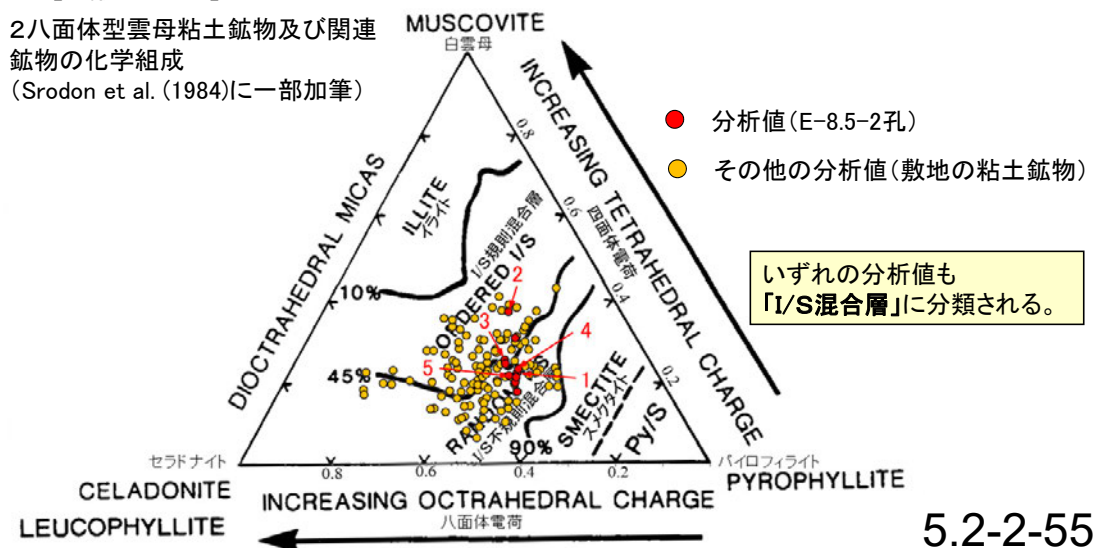 2八面体型雲母粘土鉱物及び関連
鉱物の化学組成
(Srodon et al. (1984)に一部加筆)
MUSCOVITE
白雲母
分析値(E-8.5-2孔)
その他の分析値(敷地の粘土鉱物)
いずれの分析値も
「I/S混合層」に分類される。
DIOCTRAHEDRAL MICAS
INCREASING TETRAHEDRAL CHARGE
四面体電荷
0.8
0.6
0.4
0.2
ILLITE
イライト
I/S規則混合層
ORDERED I/S
10%
2
3
4
5
1
45%
I/S不規則混合層
90%
SMECTITE
スメクタイト
Py/S
セラドナイト
パイロフィライト
0.8
0.6
0.4
0.2
CELADONITE
PYROPHYLLITE
INCREASING OCTRAHEDRAL CHARGE
LEUCOPHYLLITE
八面体電荷
5.2-2-55